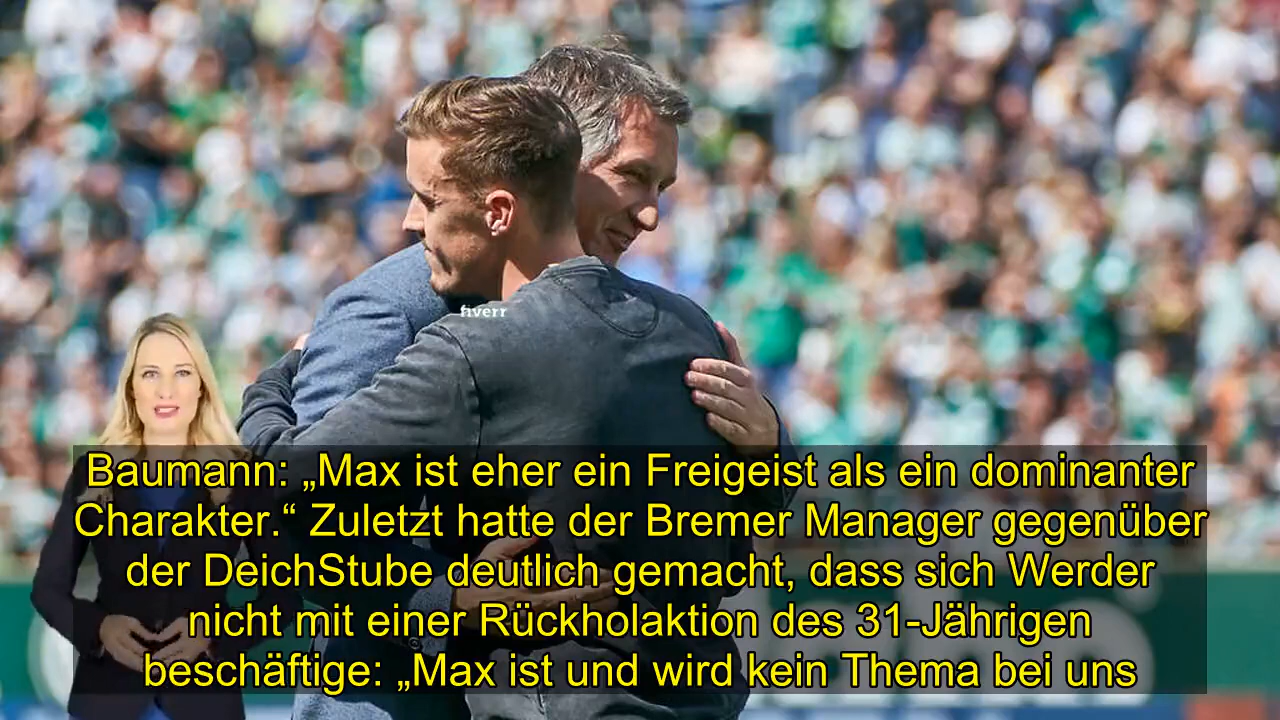 fiverr
Baumann: „Max ist eher ein Freigeist als ein dominanter
Charakter.“ Zuletzt hatte der Bremer Manager gegenüber
der DeichStube deutlich gemacht, dass sich Werder
nicht mit einer Rückholaktion des 31-Jährigen
beschäftige: „Max ist und wird kein Thema bei uns